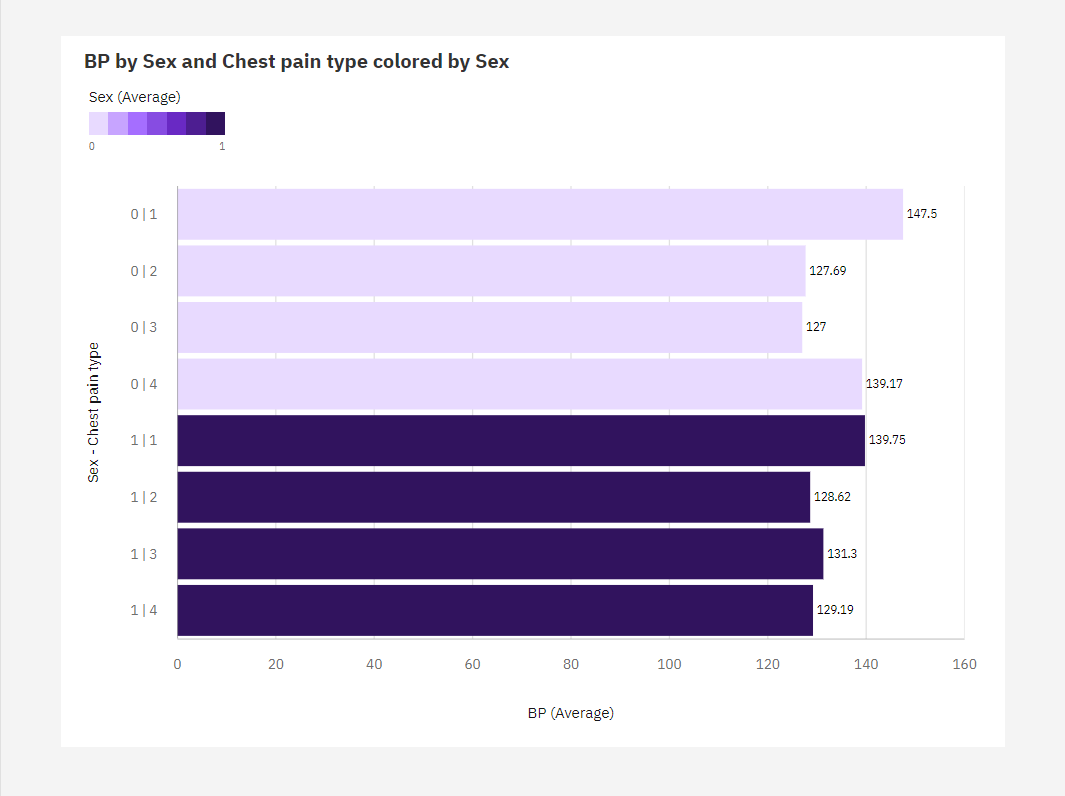 BP by Sex and Chest pain type colored by Sex
Sex (Average)
0 1
Sex - Chest pain type
0 | 1 147.5
0 | 2 127.69
0 | 3 127
0 | 4 139.17
1 | 1 139.75
1 | 2 128.62
1 | 3 131.3
1 | 4 129.19
0 20 40 60 80 100 120 140 160
BP (Average)